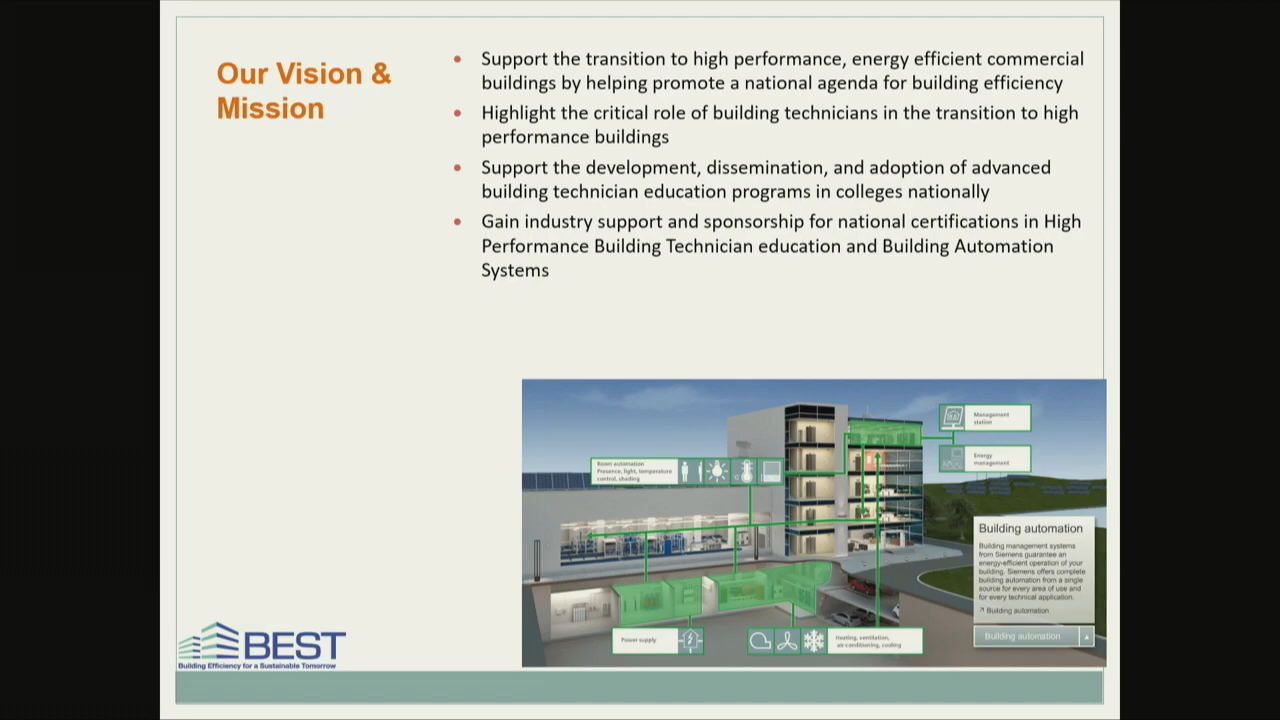 Our Vision &
Mission
• Support the transition to high performance, energy efficient commercial
buildings by helping promote a national agenda for building efficiency
• Highlight the critical role of building technicians in the transition to high
performance buildings
• Support the development, dissemination, and adoption of advanced
building technician education programs in colleges nationally
• Gain industry support and sponsorship for national certifications in High
Performance Building Technician education and Building Automation
Systems
Management
station
Energy
management
Room automation
Presence, light, temperature
control, shading
Building automation
Building management systems
from Siemens guarantee an
energy-efficient operation of your
building. Siemens offers complete
building automation from a single
source for every area of use and
for every technical application.
Building automation
Building automation
Power supply
Heating, ventilation,
air-conditioning, cooling
BEST
Building Efficiency for a Sustainable Tomorrow